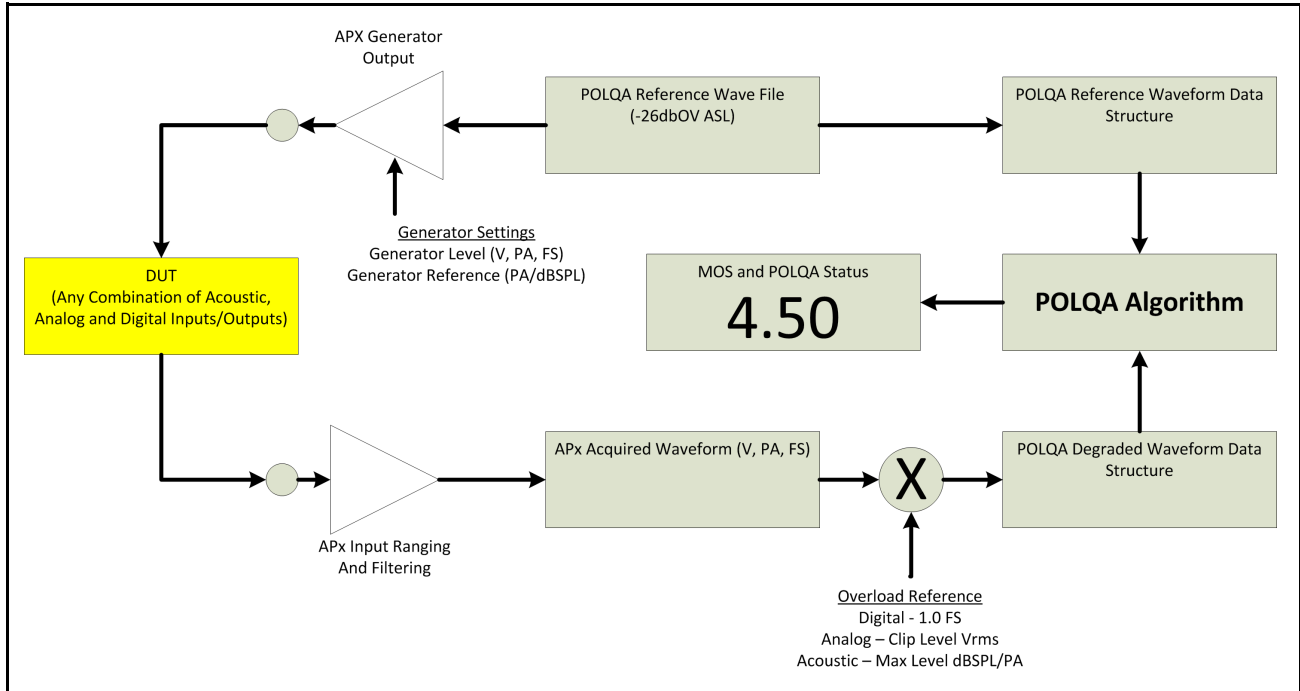 APX Generator
Output
POLQA Reference Wave File
(-26dbOV ASL)
POLQA Reference Waveform Data
Structure
Generator Settings
Generator Level (V, PA, FS)
Generator Reference (PA/dBSPL)
DUT
(Any Combination of Acoustic,
Analog and Digital Inputs/Outputs)
MOS and POLQA Status
4.50
POLQA Algorithm
APx Input Ranging
And Filtering
APx Acquired Waveform (V, PA, FS)
X
POLQA Degraded Waveform Data
Structure
Overload Reference
Digital - 1.0 FS
Analog – Clip Level Vrms
Acoustic – Max Level dBSPL/PA